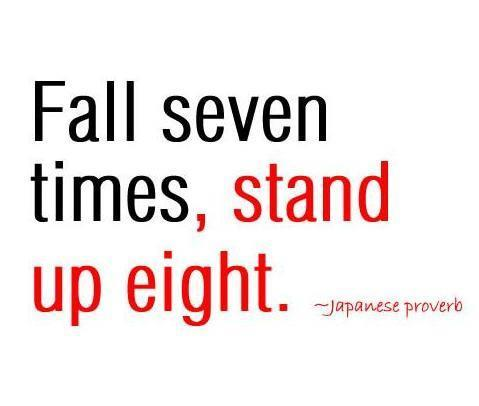 Fall seven
times, stand
up eight. ~Japanese proverb